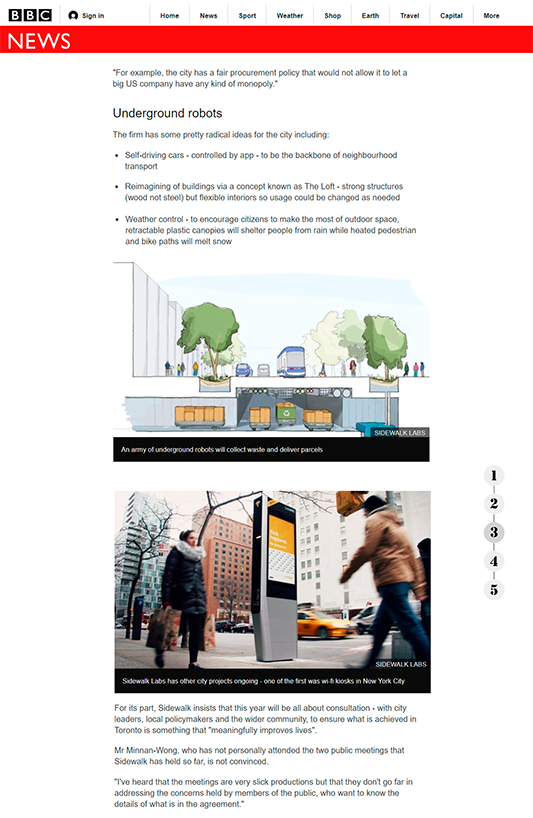 BBC Sign in Home News Sport Weather Shop Earth Travel Capital More
NEWS
"For example, the city has a fair procurement policy that would not allow it to let a
big US company have any kind of monopoly."
Underground robots
The firm has some pretty radical ideas for the city including:
Self-driving cars - controlled by app - to be the backbone of neighbourhood
transport
Reimagining of buildings via a concept known as The Loft - strong structures
(wood not steel) but flexible interiors so usage could be changed as needed
Weather control - to encourage citizens to make the most of outdoor space,
retractable plastic canopies will shelter people from rain while heated pedestrian
and bike paths will melt snow
SIDEWALK LABS
An army of underground robots will collect waste and deliver parcels
1
2
3
4
5
SIDEWALK LABS
Sidewalk Labs has other city projects ongoing - one of the first was wi-fi kiosks in New York City
For its part, Sidewalk insists that this year will be all about consultation - with city
leaders, local policymakers and the wider community, to ensure what is achieved in
Toronto is something that "meaningfully improves lives".
Mr Minnan-Wong, who has not personally attended the two public meetings that
Sidewalk has held so far, is not convinced.
"I've heard that the meetings are very slick productions but that they don't go far in
addressing the concerns held by members of the public, who want to know the
details of what is in the agreement."